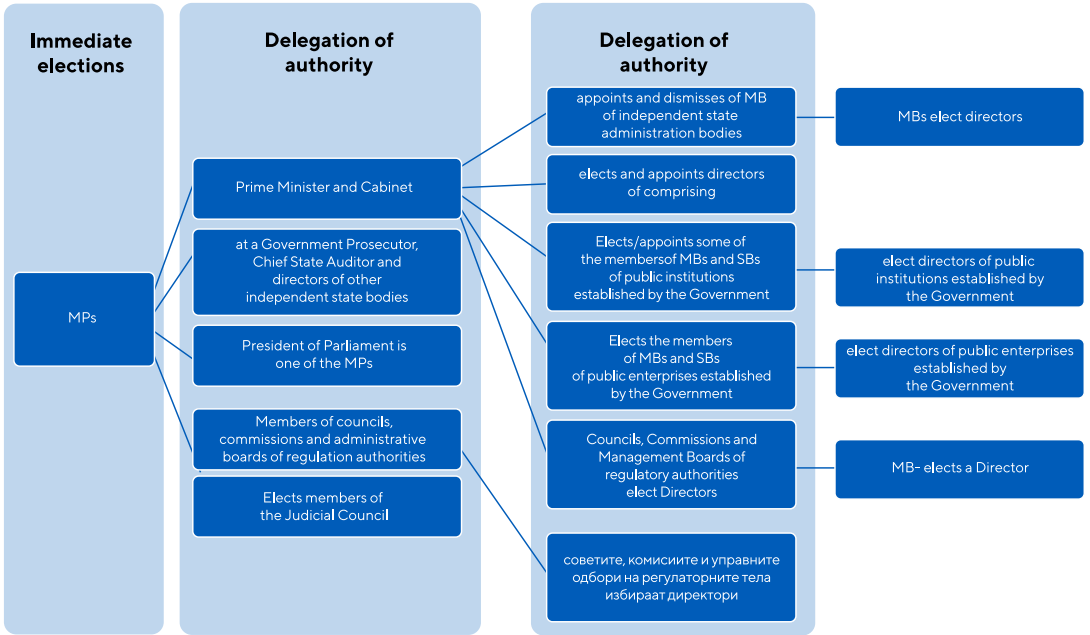 Immediate
elections
MPs
Delegation of
authority
Prime Minister and Cabinet
at a Government Prosecutor,
Chief State Auditor and
directors of other
independent state bodies
President of Parliament is
one of the MPs
Members of councils,
commissions and administrative
boards of regulation authorities
Elects members of
the Judicial Council
Delegation of
authority
appoints and dismisses of MB
of independent state
administration bodies
elects and appoints directors
of comprising
Elects/appoints some of
the membersof MBs and SBs
of public institutions
established by the Government
Elects the members
of MBs and SBs
of public enterprises established
by the Government
Councils, Commissions and
Management Boards of
regulatory authorities
elect Directors
советите, комисиите и управните
одбори на регулаторните тела
избираат директори
MBs elect directors
elect directors of public
institutions established by
the Government
elect directors of public enterprises
established by
the Government
MB- elects a Director